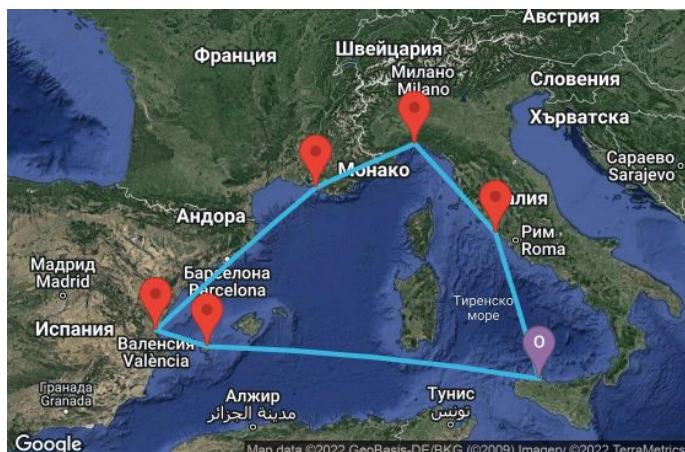 Австрия
Франция
Швейцария
Милано
Milano
Словения
Хърватска
Сараево
Sarajevo
Монако
алия
Андора
Рим
Roma
Мадрид
Madrid
Барселона
Barcelona
Тиренско
море
Испания
Валенсия
València
O
Гранада
Granada
Алжир
مدينة الجزائر
Тунис
تونس
Google
Map data ©2022 GeoBasis-DE/BKG (©2009) Imagery ©2022 TerraMetrics